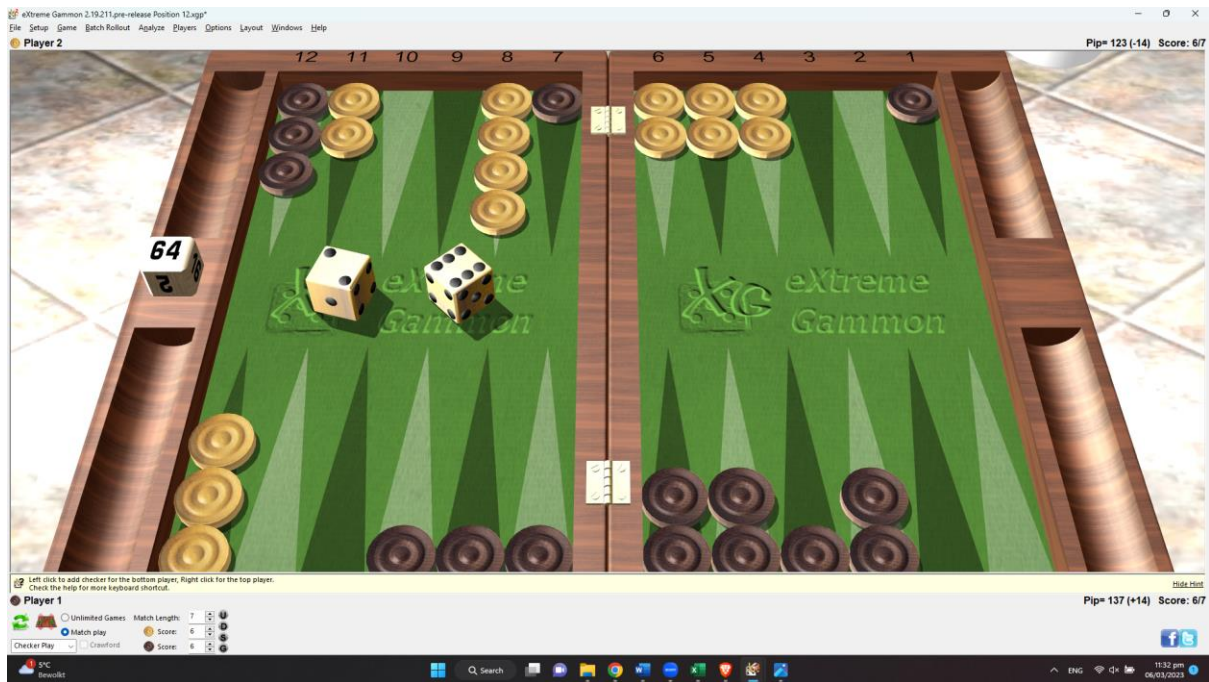 eXtreme Gammon 2.19.211.pre-release Position 12.xgp*
File Setup Game Batch Rollout Analyze Players Options Layout Windows Help
Player 2 Pip= 123 (-14) Score: 6/7
12 11 10 9 8 7 6 5 4 3 2 1
64
2
eXtreme
Gammon
XG eXtreme
Gammon
Left click to add checker for the bottom player, Right click for the top player.
Check the help for more keyboard shortcut.
Hide Hint
Player 1 Pip= 137 (+14) Score: 6/7
Unlimited Games Match Length: 7 U
Match play Score: 6 D
S
Checker Play Crawford Score: 6 G
5°C
Bewolkt
Search
ENG
11:32 pm
06/03/2023